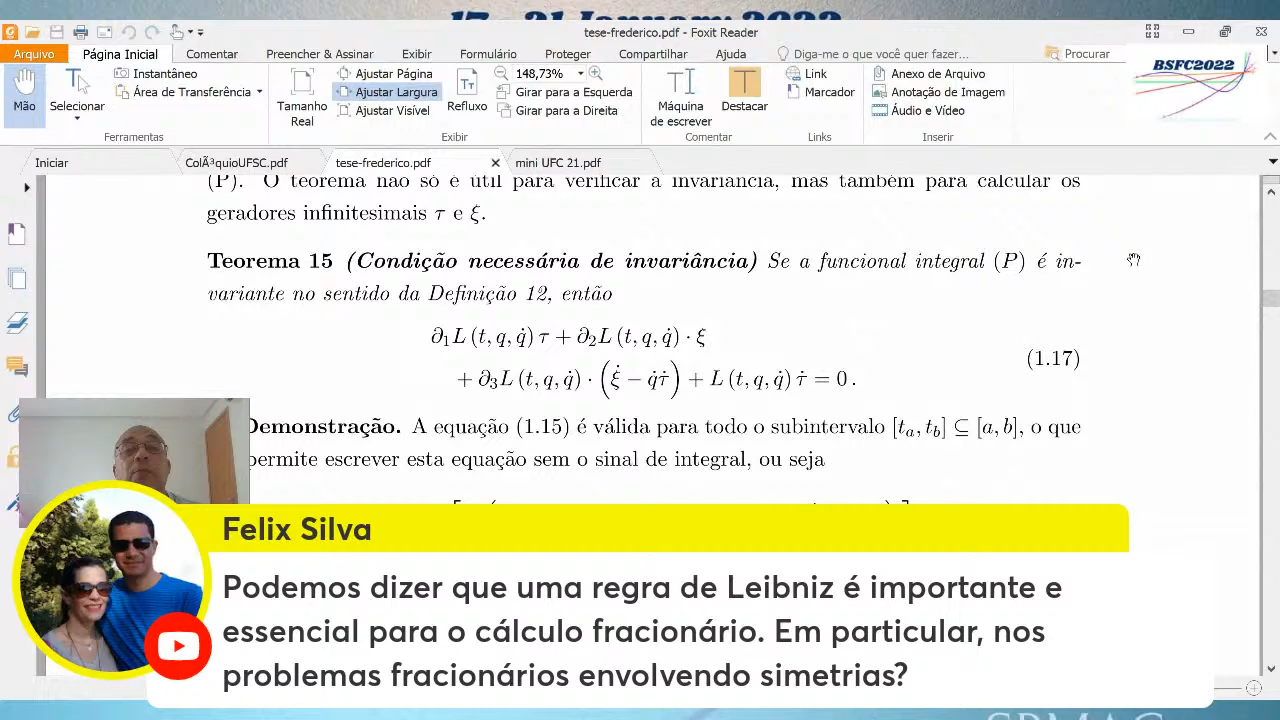 17 - 21 January 2022
tese-frederico.pdf - Foxit Reader
Arquivo Página Inicial Comentar Preencher & Assinar Exibir Formulário Proteger Compartilhar Ajuda Diga-me o que você quer fazer... Procurar
BSFC2022
Mão
Selecionar
Instantâneo
Área de Transferência
Ferramentas
Tamanho
Real
Ajustar Página
Ajustar Largura
Ajustar Visível
Refluxo
148,73%
Girar para a Esquerda
Girar para a Direita
Exibir
Máquina
de escrever
Destacar
Comentar
Link
Marcador
Links
Anexo de Arquivo
Anotação de Imagem
Áudio e Vídeo
Inserir
Iniciar ColÃ³quioUFSC.pdf tese-frederico.pdf mini UFC 21.pdf
(P). O teorema não só é útil para verificar a invariância, mas também para calcular os
geradores infinitesimais τ e ξ.
Teorema 15 (Condição necessária de invariância) Se a funcional integral (P) é in-
variante no sentido da Definição 12, então
∂₁L (t, q, q̇) τ + ∂₂L (t, q, q̇) · ξ
+ ∂₃L (t, q, q̇) · (ξ̇ − q̇τ̇) + L (t, q, q̇) τ̇ = 0 .
(1.17)
Demonstração. A equação (1.15) é válida para todo o subintervalo [tₐ, t_b] ⊆ [a, b], o que
permite escrever esta equação sem o sinal de integral, ou seja
Felix Silva
Podemos dizer que uma regra de Leibniz é importante e
essencial para o cálculo fracionário. Em particular, nos
problemas fracionários envolvendo simetrias?